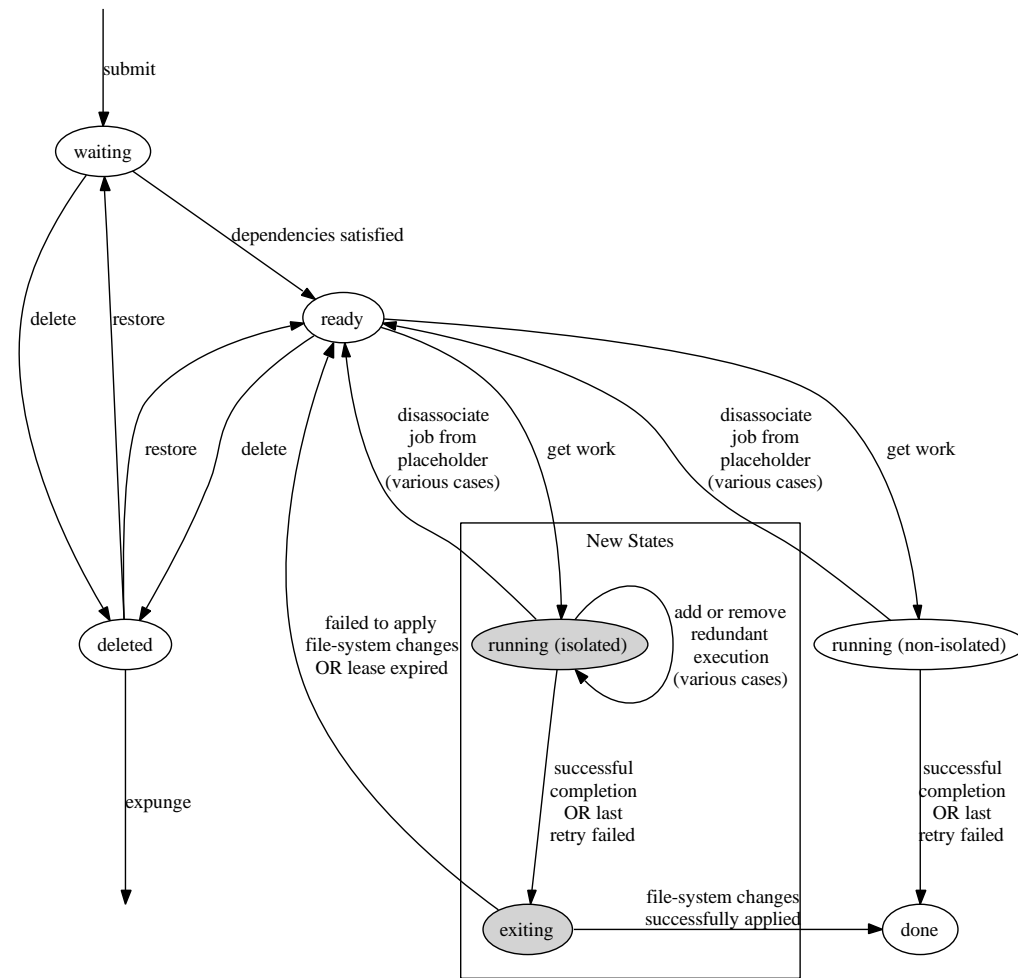 submit
waiting
dependencies satisfied
delete
restore
ready
restore
delete
disassociate
job from
placeholder
(various cases)
get work
disassociate
job from
placeholder
(various cases)
get work
New States
failed to apply
file-system changes
OR lease expired
add or remove
redundant
execution
(various cases)
deleted
running (isolated)
running (non-isolated)
expunge
successful
completion
OR last
retry failed
successful
completion
OR last
retry failed
file-system changes
successfully applied
exiting
done